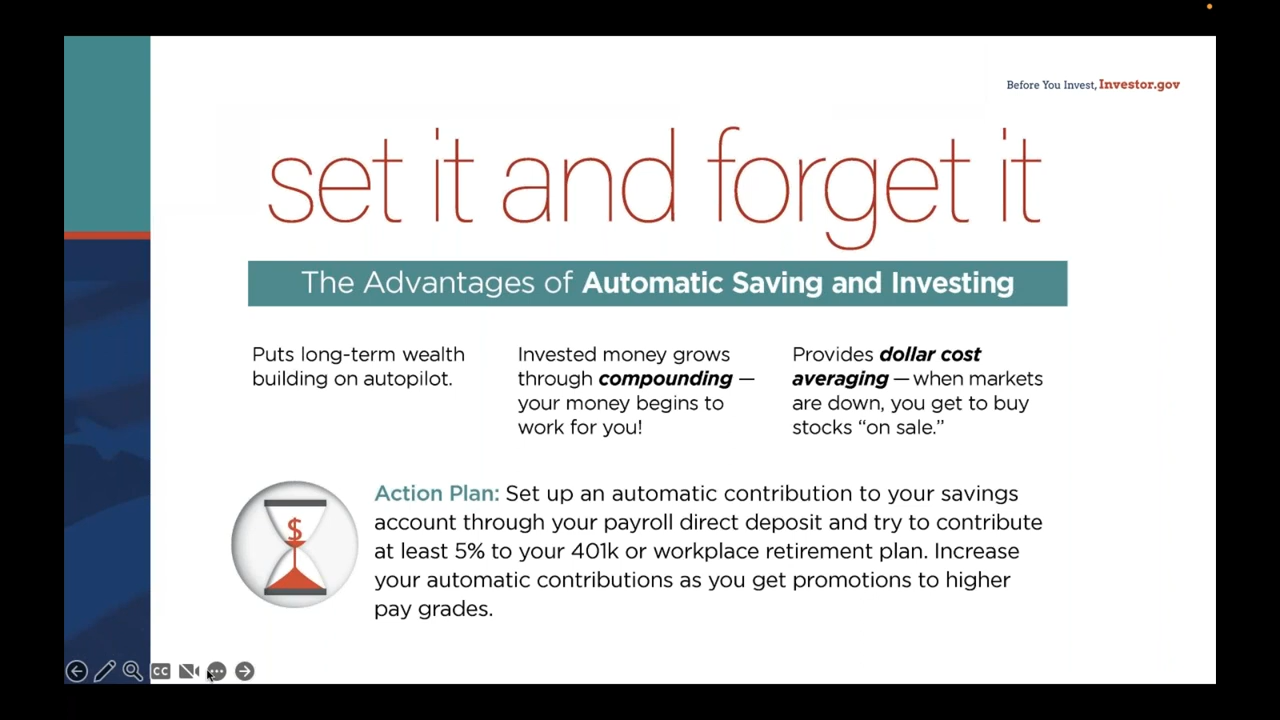 Before You Invest, Investor.gov
set it and forget it
The Advantages of Automatic Saving and Investing
Puts long-term wealth
building on autopilot.
Invested money grows
through compounding —
your money begins to
work for you!
Provides dollar cost
averaging — when markets
are down, you get to buy
stocks “on sale.”
$
Action Plan: Set up an automatic contribution to your savings
account through your payroll direct deposit and try to contribute
at least 5% to your 401k or workplace retirement plan. Increase
your automatic contributions as you get promotions to higher
pay grades.
CC